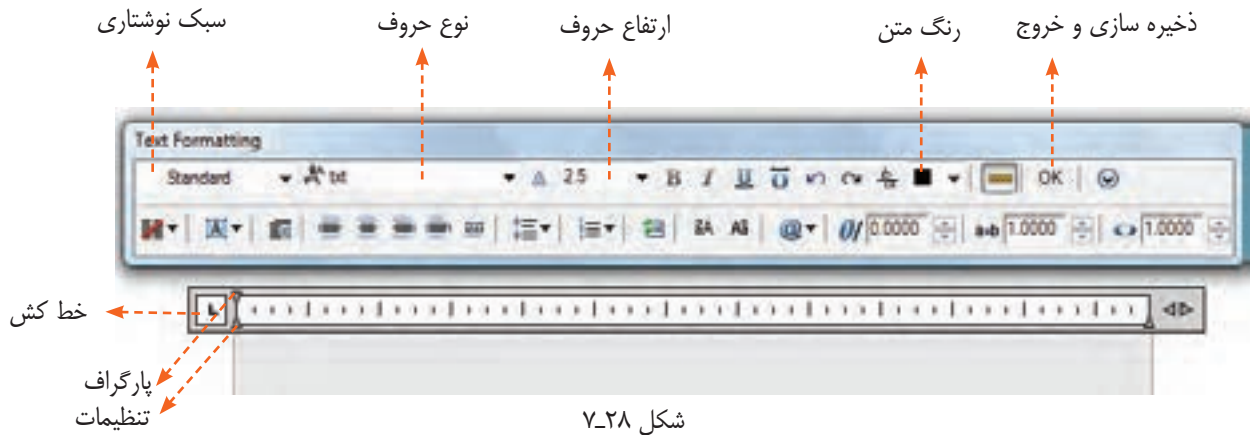 ذخیره سازی و خروج
رنگ متن
ارتفاع حروف
نوع حروف
سبک نوشتاری
Text Formatting
Standard txt 2.5 B I U O OK
@ 0/ 0.0000 a•b 1.0000 1.0000
خط کش
پارگراف
تنظیمات
شکل ۲۸_۷